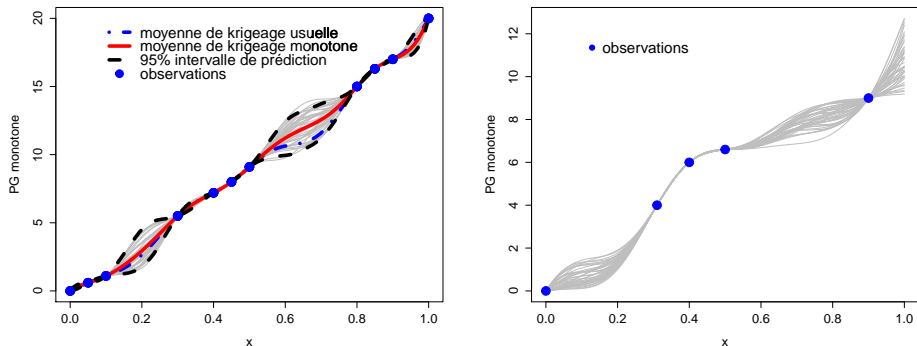 moyenne de krigeage usuelle
moyenne de krigeage monotone
95% intervalle de prédiction
observations
PG monotone
0
5
10
15
20
0.0 0.2 0.4 0.6 0.8 1.0
x
observations
PG monotone
0
2
4
6
8
10
12
0.0 0.2 0.4 0.6 0.8 1.0
x